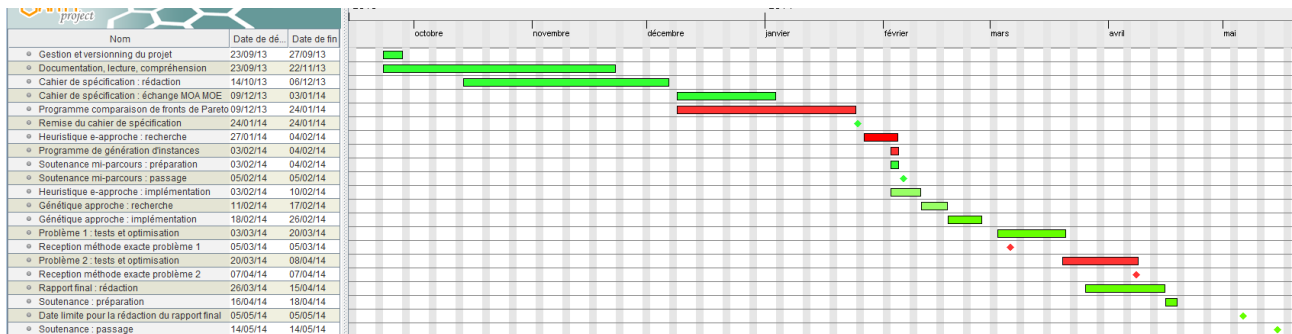 project
octobre novembre décembre janvier février mars avril mai
Nom Date de dé... Date de fin
Gestion et versionning du projet 23/09/13 27/09/13
Documentation, lecture, compréhension 23/09/13 22/11/13
Cahier de spécification : rédaction 14/10/13 06/12/13
Cahier de spécification : échange MOA MOE 09/12/13 03/01/14
Programme comparaison de fronts de Pareto 09/12/13 24/01/14
Remise du cahier de spécification 24/01/14 24/01/14
Heuristique e-approche : recherche 27/01/14 04/02/14
Programme de génération d'instances 03/02/14 04/02/14
Soutenance mi-parcours : préparation 03/02/14 04/02/14
Soutenance mi-parcours : passage 05/02/14 05/02/14
Heuristique e-approche : implémentation 03/02/14 10/02/14
Génétique approche : recherche 11/02/14 17/02/14
Génétique approche : implémentation 18/02/14 26/02/14
Problème 1 : tests et optimisation 03/03/14 20/03/14
Reception méthode exacte problème 1 05/03/14 05/03/14
Problème 2 : tests et optimisation 20/03/14 08/04/14
Reception méthode exacte problème 2 07/04/14 07/04/14
Rapport final : rédaction 26/03/14 15/04/14
Soutenance : préparation 16/04/14 18/04/14
Date limite pour la rédaction du rapport final 05/05/14 05/05/14
Soutenance : passage 14/05/14 14/05/14